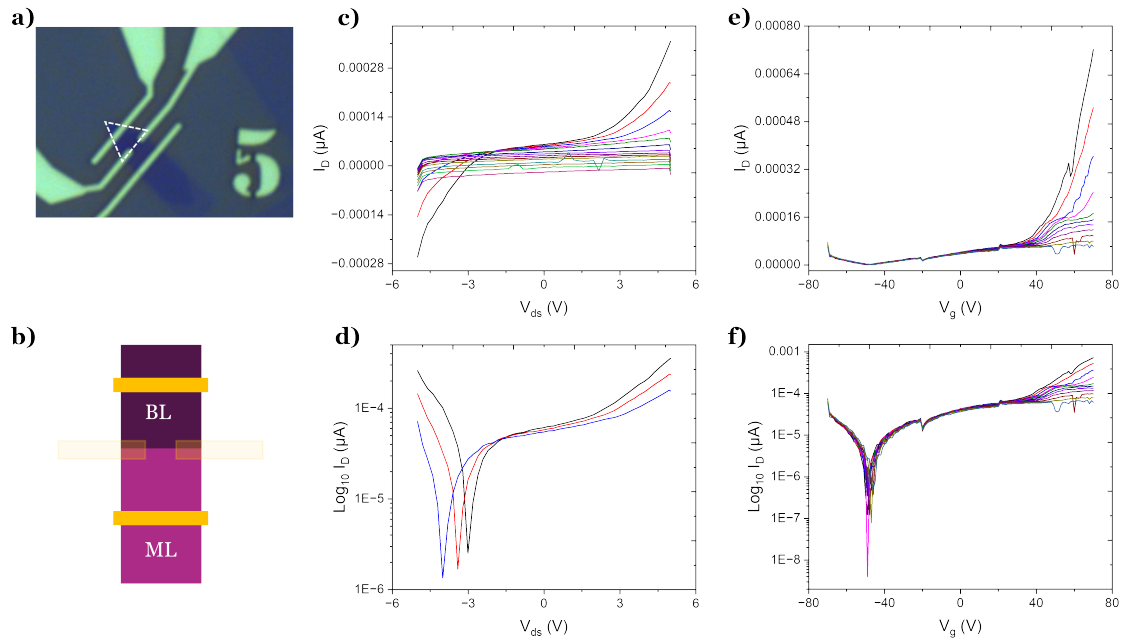 a)
5
5
b)
BL
ML
c)
0.00028
0.00014
0.00000
−0.00014
−0.00028
I_D (µA)
−6
−3
0
3
6
V_ds (V)
d)
1E−4
1E−5
1E−6
Log_10 I_D (µA)
−6
−3
0
3
6
V_ds (V)
e)
0.00080
0.00064
0.00048
0.00032
0.00016
0.00000
I_D (µA)
−80
−40
0
40
80
V_g (V)
f)
0.001
1E−4
1E−5
1E−6
1E−7
1E−8
Log_10 I_D (µA)
−80
−40
0
40
80
V_g (V)